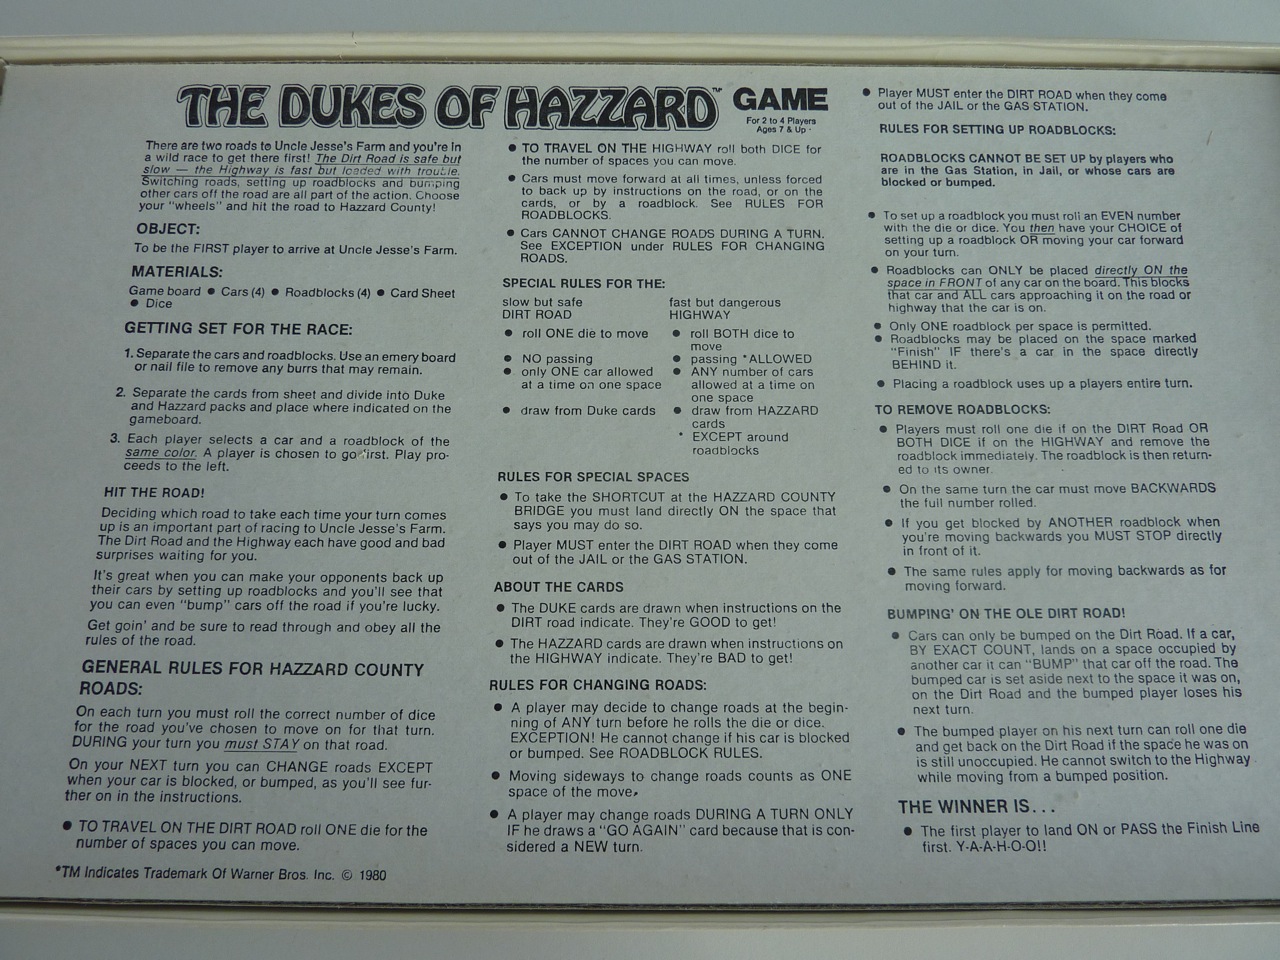 THE DUKES OF HAZZARD™ GAME
For 2 to 4 Players
Ages 7 & Up
There are two roads to Uncle Jesse's Farm and you're in
a wild race to get there first! The Dirt Road is safe but
slow — the Highway is fast but loaded with trouble.
Switching roads, setting up roadblocks and bumping
other cars off the road are all part of the action. Choose
your "wheels" and hit the road to Hazzard County!
OBJECT:
To be the FIRST player to arrive at Uncle Jesse's Farm.
MATERIALS:
Game board ● Cars (4) ● Roadblocks (4) ● Card Sheet
● Dice
GETTING SET FOR THE RACE:
1. Separate the cars and roadblocks. Use an emery board
or nail file to remove any burrs that may remain.
2. Separate the cards from sheet and divide into Duke
and Hazzard packs and place where indicated on the
gameboard.
3. Each player selects a car and a roadblock of the
same color. A player is chosen to go first. Play pro-
ceeds to the left.
HIT THE ROAD!
Deciding which road to take each time your turn comes
up is an important part of racing to Uncle Jesse's Farm.
The Dirt Road and the Highway each have good and bad
surprises waiting for you.
It's great when you can make your opponents back up
their cars by setting up roadblocks and you'll see that
you can even "bump" cars off the road if you're lucky.
Get goin' and be sure to read through and obey all the
rules of the road.
GENERAL RULES FOR HAZZARD COUNTY
ROADS:
On each turn you must roll the correct number of dice
for the road you've chosen to move on for that turn.
DURING your turn you must STAY on that road.
On your NEXT turn you can CHANGE roads EXCEPT
when your car is blocked, or bumped, as you'll see fur-
ther on in the instructions.
● TO TRAVEL ON THE DIRT ROAD roll ONE die for the
number of spaces you can move.
*TM Indicates Trademark Of Warner Bros. Inc. © 1980
● TO TRAVEL ON THE HIGHWAY roll both DICE for
the number of spaces you can move.
● Cars must move forward at all times, unless forced
to back up by instructions on the road, or on the
cards, or by a roadblock. See RULES FOR
ROADBLOCKS.
● Cars CANNOT CHANGE ROADS DURING A TURN.
See EXCEPTION under RULES FOR CHANGING
ROADS.
SPECIAL RULES FOR THE:
slow but safe
DIRT ROAD
● roll ONE die to move
● NO passing
● only ONE car allowed
at a time on one space
● draw from Duke cards
fast but dangerous
HIGHWAY
● roll BOTH dice to
move
● passing *ALLOWED
● ANY number of cars
allowed at a time on
one space
● draw from HAZZARD
cards
* EXCEPT around
roadblocks
RULES FOR SPECIAL SPACES
● To take the SHORTCUT at the HAZZARD COUNTY
BRIDGE you must land directly ON the space that
says you may do so.
● Player MUST enter the DIRT ROAD when they come
out of the JAIL or the GAS STATION.
ABOUT THE CARDS
● The DUKE cards are drawn when instructions on the
DIRT road indicate. They're GOOD to get!
● The HAZZARD cards are drawn when instructions on
the HIGHWAY indicate. They're BAD to get!
RULES FOR CHANGING ROADS:
● A player may decide to change roads at the begin-
ning of ANY turn before he rolls the die or dice.
EXCEPTION! He cannot change if his car is blocked
or bumped. See ROADBLOCK RULES.
● Moving sideways to change roads counts as ONE
space of the move.
● A player may change roads DURING A TURN ONLY
IF he draws a "GO AGAIN" card because that is con-
sidered a NEW turn.
● Player MUST enter the DIRT ROAD when they come
out of the JAIL or the GAS STATION.
RULES FOR SETTING UP ROADBLOCKS:
ROADBLOCKS CANNOT BE SET UP by players who
are in the Gas Station, in Jail, or whose cars are
blocked or bumped.
● To set up a roadblock you must roll an EVEN number
with the die or dice. You then have your CHOICE of
setting up a roadblock OR moving your car forward
on your turn.
● Roadblocks can ONLY be placed directly ON the
space in FRONT of any car on the board. This blocks
that car and ALL cars approaching it on the road or
highway that the car is on.
● Only ONE roadblock per space is permitted.
● Roadblocks may be placed on the space marked
"Finish" IF there's a car in the space directly
BEHIND it.
● Placing a roadblock uses up a players entire turn.
TO REMOVE ROADBLOCKS:
● Players must roll one die if on the DIRT Road OR
BOTH DICE if on the HIGHWAY and remove the
roadblock immediately. The roadblock is then return-
ed to its owner.
● On the same turn the car must move BACKWARDS
the full number rolled.
● If you get blocked by ANOTHER roadblock when
you're moving backwards you MUST STOP directly
in front of it.
● The same rules apply for moving backwards as for
moving forward.
BUMPING' ON THE OLE DIRT ROAD!
● Cars can only be bumped on the Dirt Road. If a car,
BY EXACT COUNT, lands on a space occupied by
another car it can "BUMP" that car off the road. The
bumped car is set aside next to the space it was on,
on the Dirt Road and the bumped player loses his
next turn.
● The bumped player on his next turn can roll one die
and get back on the Dirt Road if the space he was on
is still unoccupied. He cannot switch to the Highway
while moving from a bumped position.
THE WINNER IS...
● The first player to land ON or PASS the Finish Line
first. Y-A-A-H-O-O!!